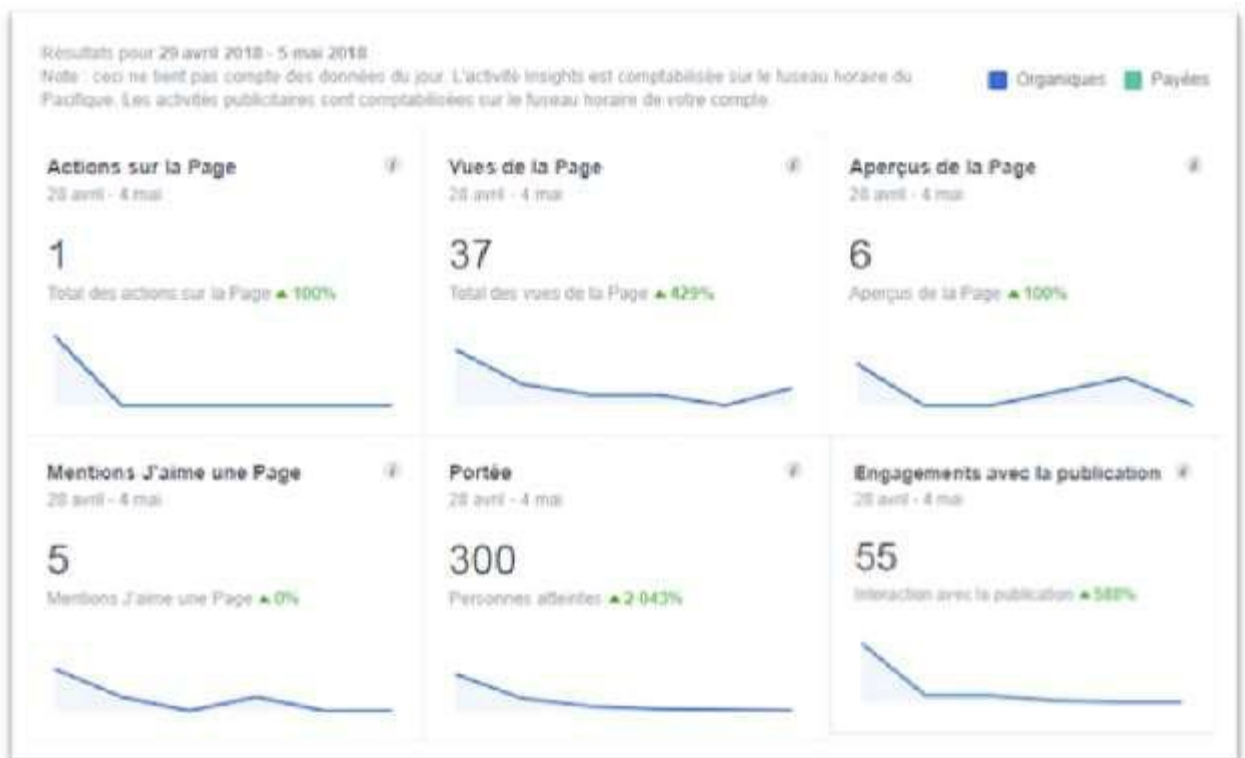 Résultats pour 29 avril 2018 - 5 mai 2018
Note : ceci ne tient pas compte des données du jour. L'activité Insights est comptabilisée sur le fuseau horaire du
Pacifique. Les activités publicitaires sont comptabilisées sur le fuseau horaire de votre compte.
Organiques Payées
Actions sur la Page
28 avril - 4 mai
1
Total des actions sur la Page ▲ 100%
Vues de la Page
28 avril - 4 mai
37
Total des vues de la Page ▲ 429%
Aperçus de la Page
28 avril - 4 mai
6
Aperçus de la Page ▲ 100%
Mentions J'aime une Page
28 avril - 4 mai
5
Mentions J'aime une Page ▲ 0%
Portée
28 avril - 4 mai
300
Personnes atteintes ▲ 2 043%
Engagements avec la publication
28 avril - 4 mai
55
Interaction avec la publication ▲ 588%